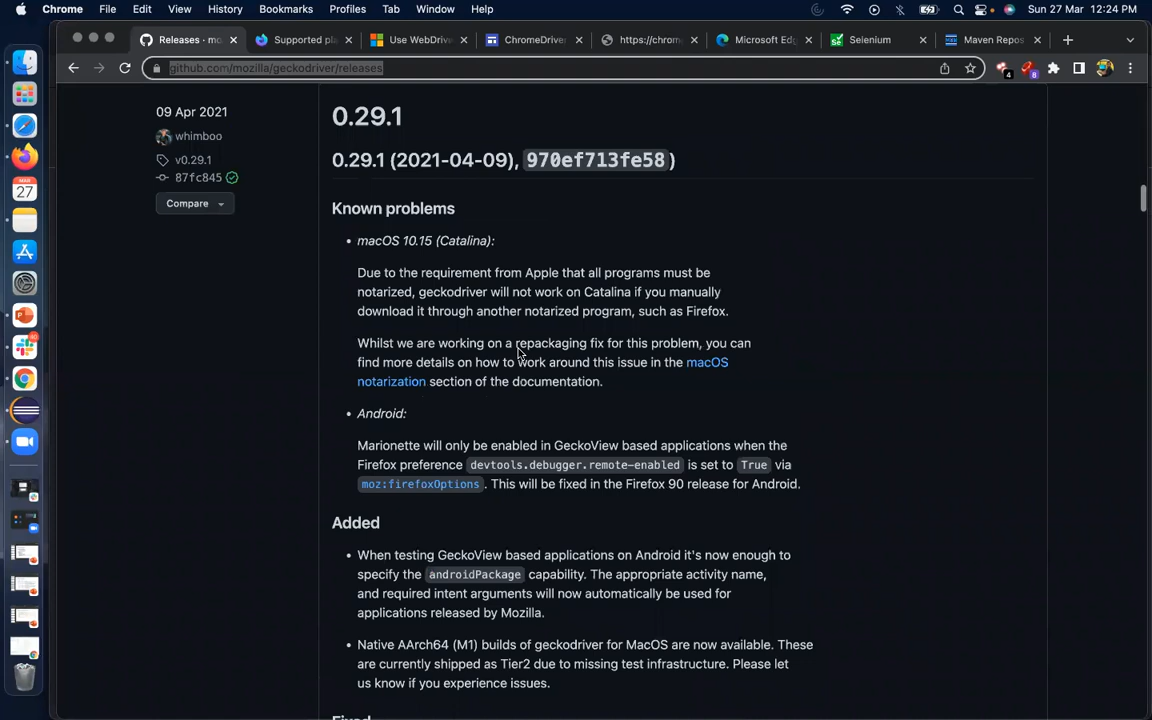 Chrome File Edit View History Bookmarks Profiles Tab Window Help Sun 27 Mar 12:24 PM
Releases · mo Supported pla Use WebDriv ChromeDrive https://chrom Microsoft Edg Selenium Maven Repos
github.com/mozilla/geckodriver/releases
4 8
09 Apr 2021
whimboo
v0.29.1
87fc845
Compare
0.29.1
0.29.1 (2021-04-09), 970ef713fe58)
Known problems
• macOS 10.15 (Catalina):
Due to the requirement from Apple that all programs must be
notarized, geckodriver will not work on Catalina if you manually
download it through another notarized program, such as Firefox.
Whilst we are working on a repackaging fix for this problem, you can
find more details on how to work around this issue in the macOS
notarization section of the documentation.
• Android:
Marionette will only be enabled in GeckoView based applications when the
Firefox preference devtools.debugger.remote-enabled is set to True via
moz:firefoxOptions . This will be fixed in the Firefox 90 release for Android.
Added
• When testing GeckoView based applications on Android it's now enough to
specify the androidPackage capability. The appropriate activity name,
and required intent arguments will now automatically be used for
applications released by Mozilla.
• Native AArch64 (M1) builds of geckodriver for MacOS are now available. These
are currently shipped as Tier2 due to missing test infrastructure. Please let
us know if you experience issues.
Fixed
27